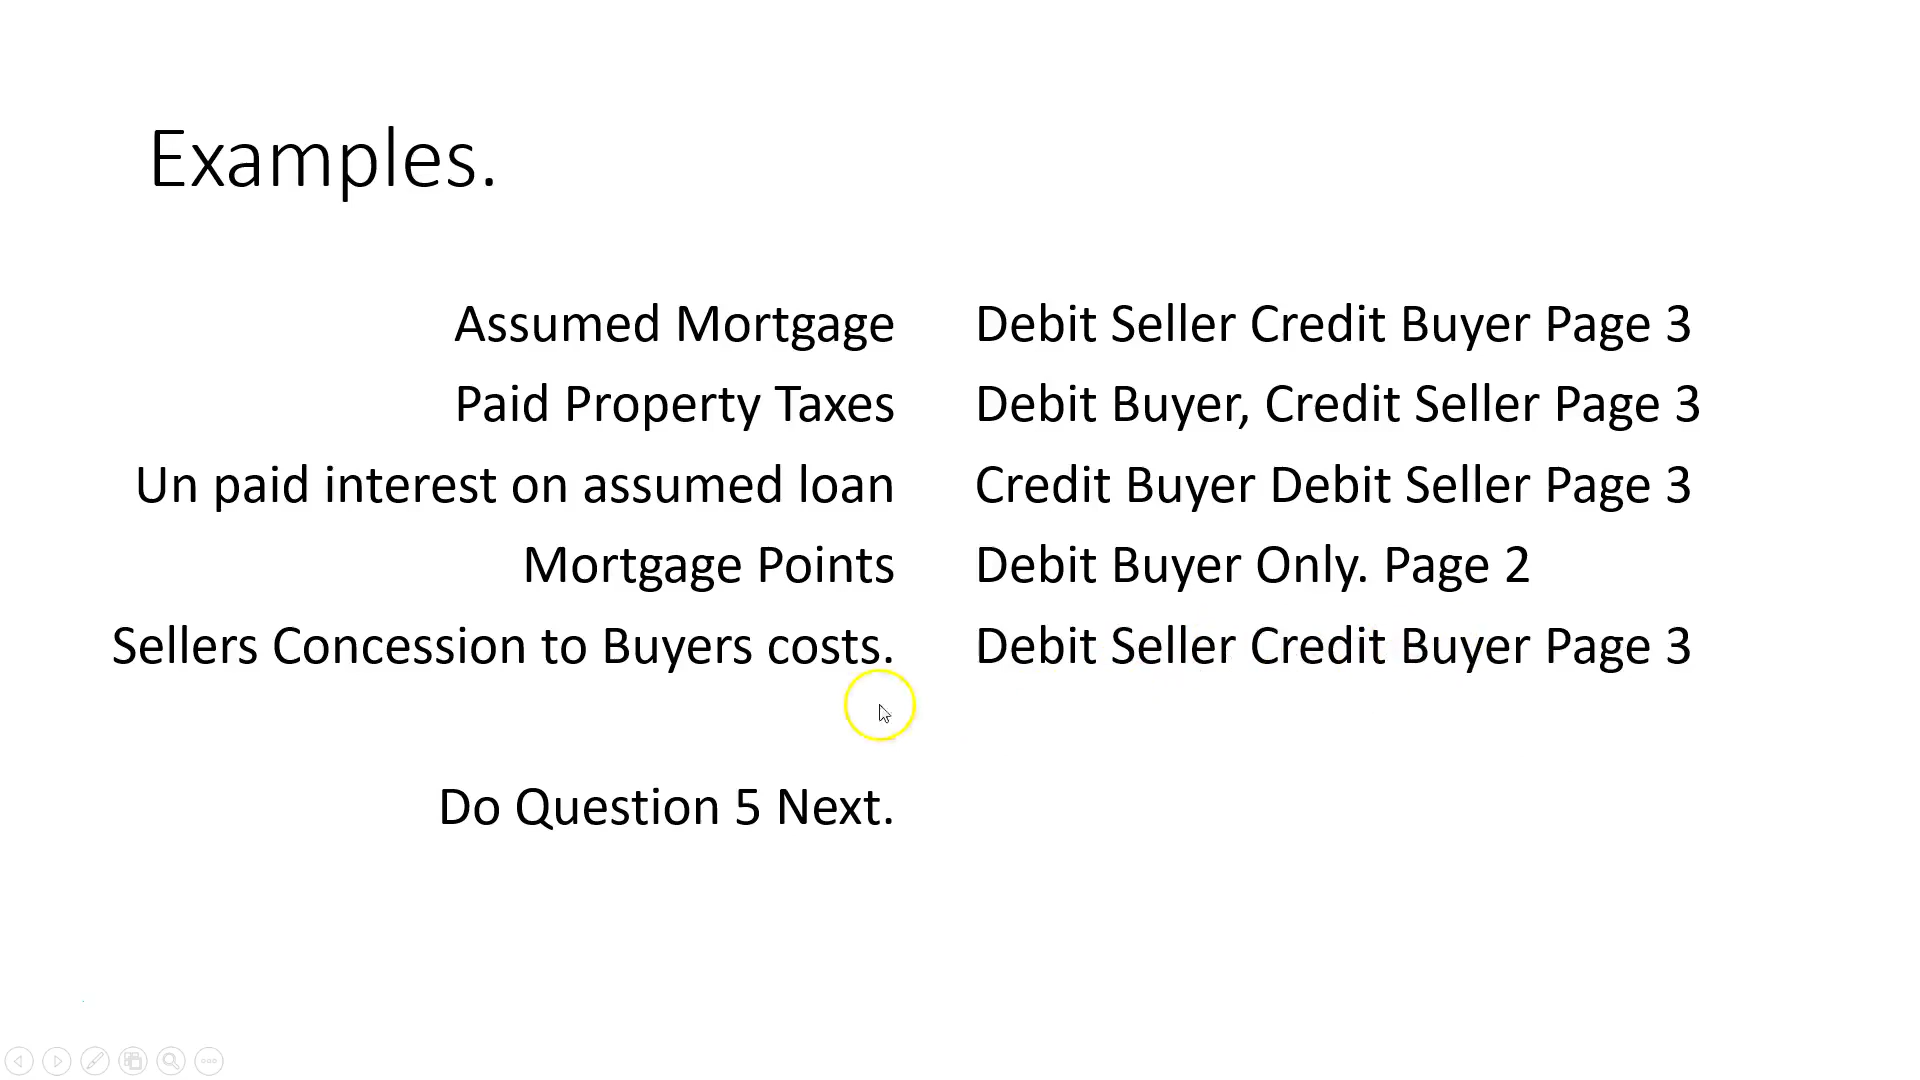 Examples.
Assumed Mortgage Debit Seller Credit Buyer Page 3
Paid Property Taxes Debit Buyer, Credit Seller Page 3
Un paid interest on assumed loan Credit Buyer Debit Seller Page 3
Mortgage Points Debit Buyer Only. Page 2
Sellers Concession to Buyers costs. Debit Seller Credit Buyer Page 3
Do Question 5 Next.